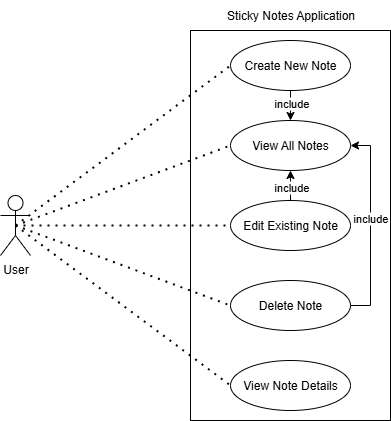 Sticky Notes Application
Create New Note
include
View All Notes
include
Edit Existing Note
include
Delete Note
View Note Details
User